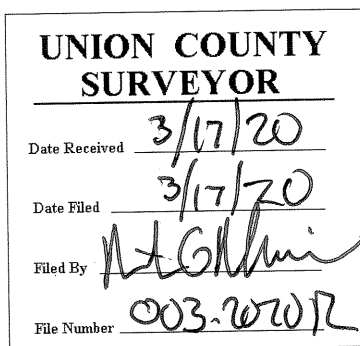 UNION COUNTY
SURVEYOR
Date Received 3/17/20
Date Filed 3/17/20
Filed By
File Number 003-2020R